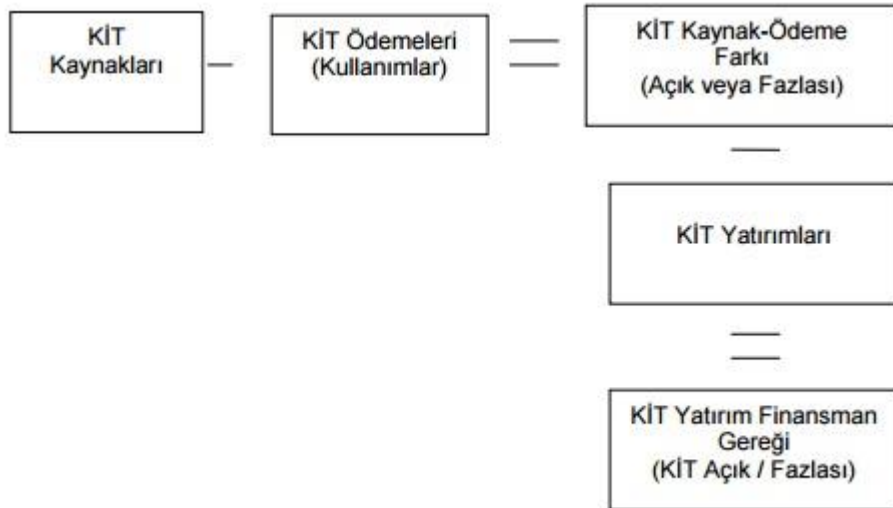 KİT
Kaynakları
KİT Ödemeleri
(Kullanımlar)
KİT Kaynak-Ödeme
Farkı
(Açık veya Fazlası)
KİT Yatırımları
KİT Yatırım Finansman
Gereği
(KİT Açık / Fazlası)